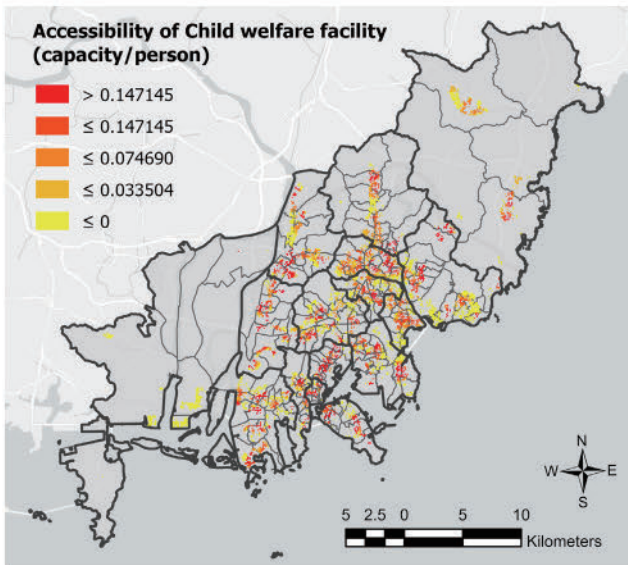 Accessibility of Child welfare facility
(capacity/person)
> 0.147145
≤ 0.147145
≤ 0.074690
≤ 0.033504
≤ 0
N
W E
S
5 2.5 0 5 10
Kilometers